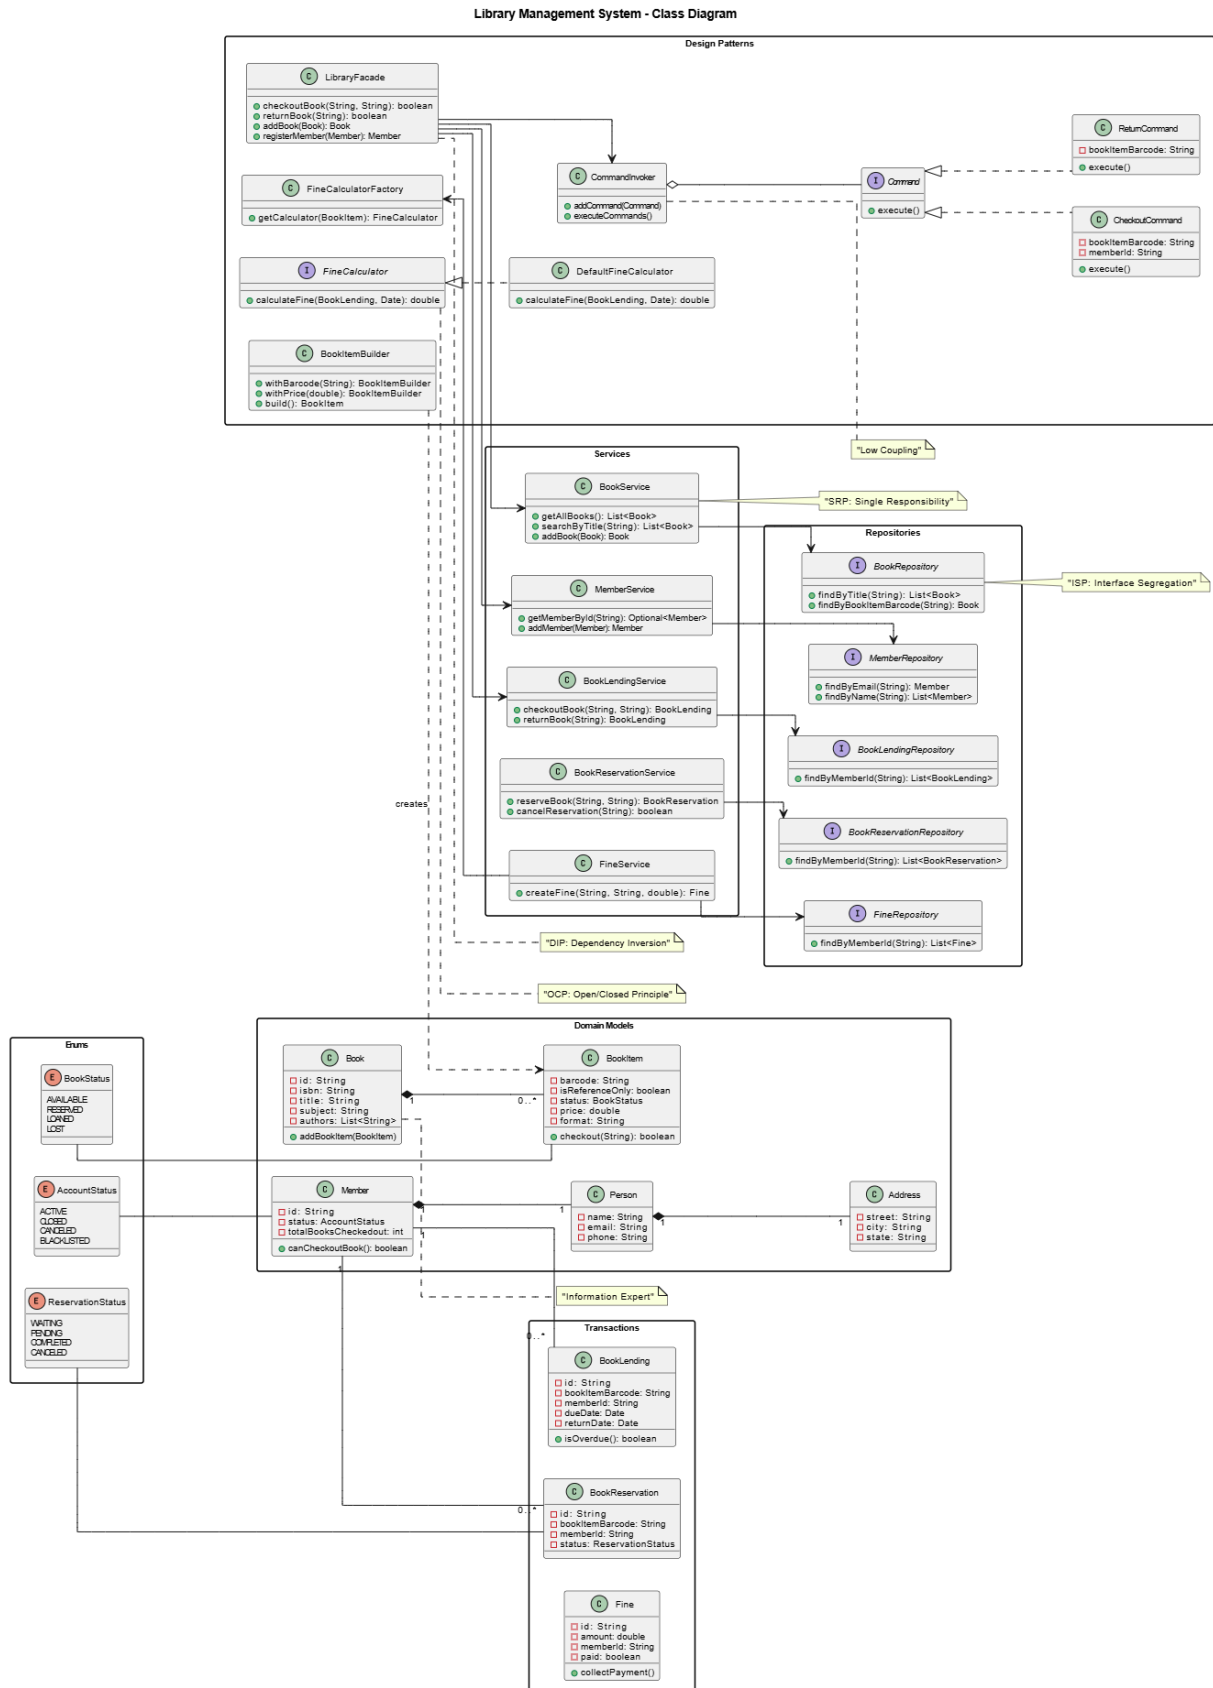 Library Management System - Class Diagram
Design Patterns
C LibraryFacade
checkoutBook(String, String): boolean
returnBook(String): boolean
addBook(Book): Book
registerMember(Member): Member
C ReturnCommand
bookItemBarcode: String
execute()
C CommandInvoker
addCommand(Command)
executeCommands()
I Command
execute()
C FineCalculatorFactory
getCalculator(BookItem): FineCalculator
C CheckoutCommand
bookItemBarcode: String
memberId: String
execute()
I FineCalculator
calculateFine(BookLending, Date): double
C DefaultFineCalculator
calculateFine(BookLending, Date): double
C BookItemBuilder
withBarcode(String): BookItemBuilder
withPrice(double): BookItemBuilder
build(): BookItem
"Low Coupling"
Services
C BookService
getAllBooks(): List<Book>
searchByTitle(String): List<Book>
addBook(Book): Book
"SRP: Single Responsibility"
Repositories
I BookRepository
findByTitle(String): List<Book>
findByBookItemBarcode(String): Book
"ISP: Interface Segregation"
C MemberService
getMemberById(String): Optional<Member>
addMember(Member): Member
I MemberRepository
findByEmail(String): Member
findByName(String): List<Member>
C BookLendingService
checkoutBook(String, String): BookLending
returnBook(String): BookLending
I BookLendingRepository
findByMemberId(String): List<BookLending>
C BookReservationService
reserveBook(String, String): BookReservation
cancelReservation(String): boolean
creates
I BookReservationRepository
findByMemberId(String): List<BookReservation>
C FineService
createFine(String, String, double): Fine
I FineRepository
findByMemberId(String): List<Fine>
"DIP: Dependency Inversion"
"OCP: Open/Closed Principle"
Domain Models
Enums
E BookStatus
AVAILABLE
RESERVED
LOANED
LOST
C Book
id: String
isbn: String
title: String
subject: String
authors: List<String>
addBookItem(BookItem)
1
0..*
C BookItem
barcode: String
isReferenceOnly: boolean
status: BookStatus
price: double
format: String
checkout(String): boolean
E AccountStatus
ACTIVE
CLOSED
CANCELED
BLACKLISTED
C Member
id: String
status: AccountStatus
totalBooksCheckedout: int
canCheckoutBook(): boolean
1
1
1
1
C Person
name: String
email: String
phone: String
1
1
C Address
street: String
city: String
state: String
E ReservationStatus
WAITING
PENDING
COMPLETED
CANCELED
"Information Expert"
Transactions
0..*
C BookLending
id: String
bookItemBarcode: String
memberId: String
dueDate: Date
returnDate: Date
isOverdue(): boolean
0..*
C BookReservation
id: String
bookItemBarcode: String
memberId: String
status: ReservationStatus
C Fine
id: String
amount: double
memberId: String
paid: boolean
collectPayment()